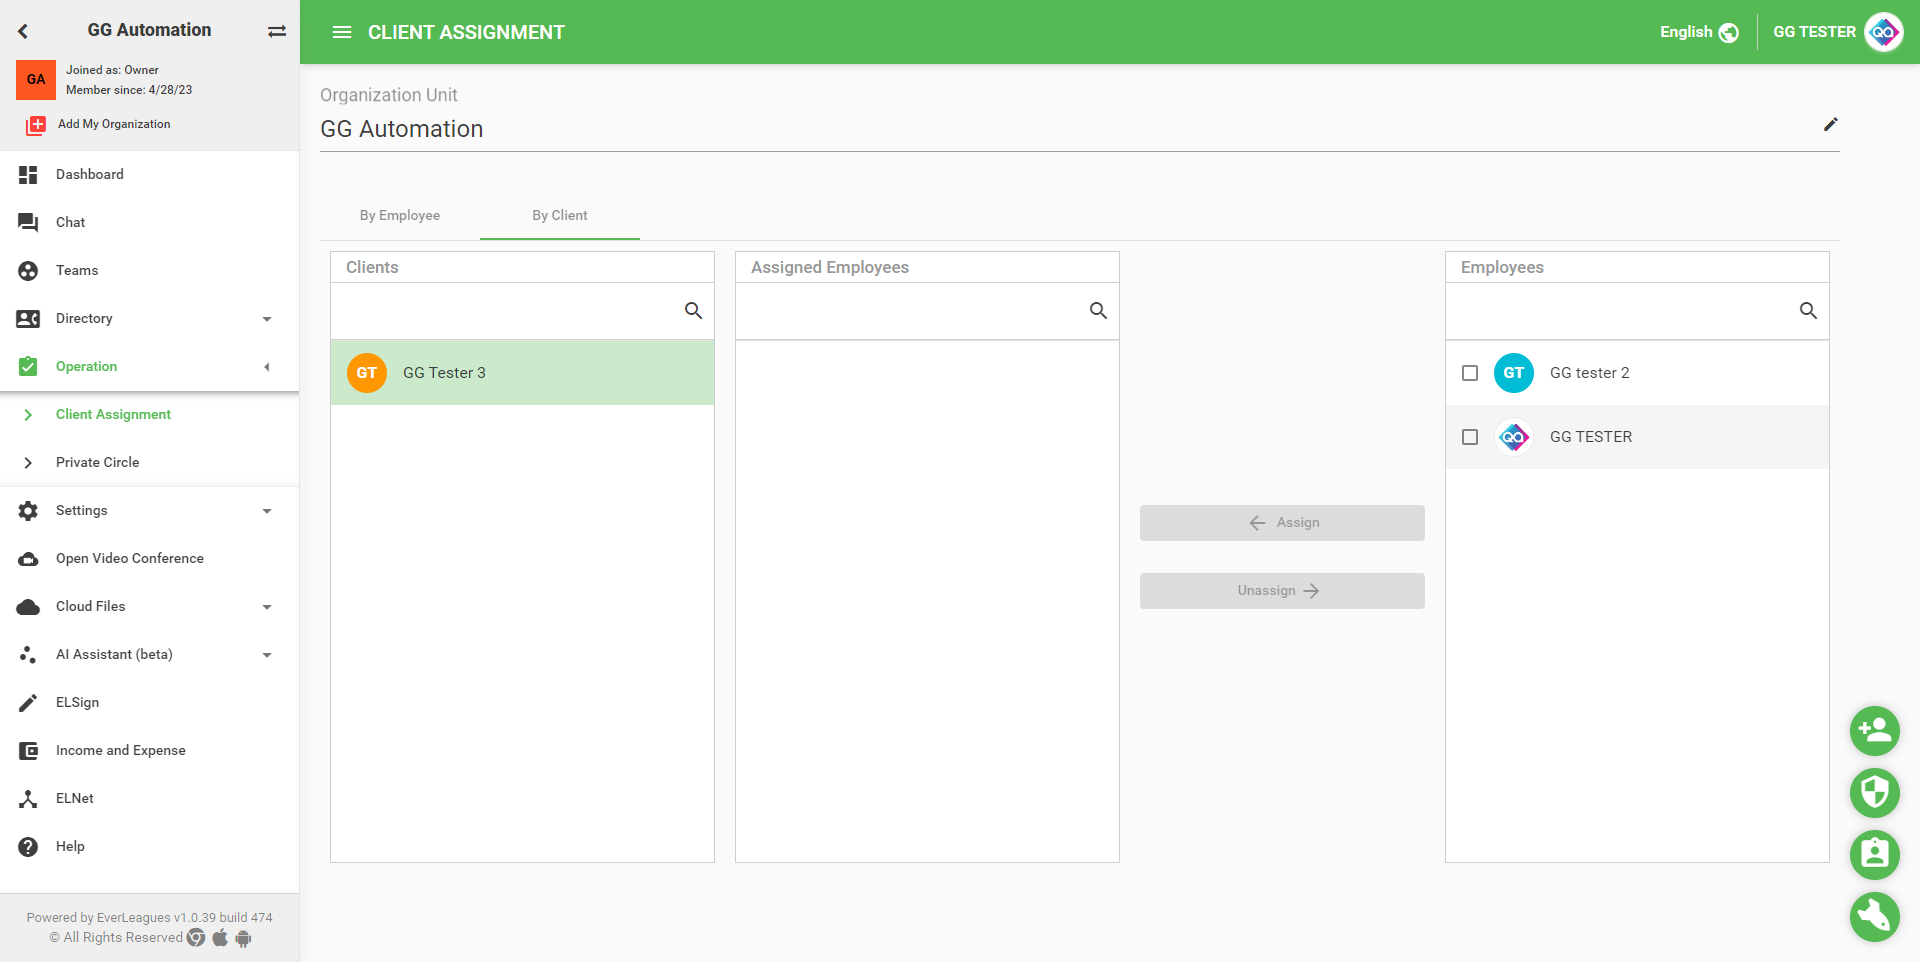 GG Automation
GA
Joined as: Owner
Member since: 4/28/23
Add My Organization
Dashboard
Chat
Teams
Directory
Operation
Client Assignment
Private Circle
Settings
Open Video Conference
Cloud Files
AI Assistant (beta)
ELSign
Income and Expense
ELNet
Help
Powered by EverLeagues v1.0.39 build 474
© All Rights Reserved
CLIENT ASSIGNMENT
English
GG TESTER
QA
Organization Unit
GG Automation
By Employee
By Client
Clients
GT
GG Tester 3
Assigned Employees
Assign
Unassign
Employees
GT
GG tester 2
QA
GG TESTER